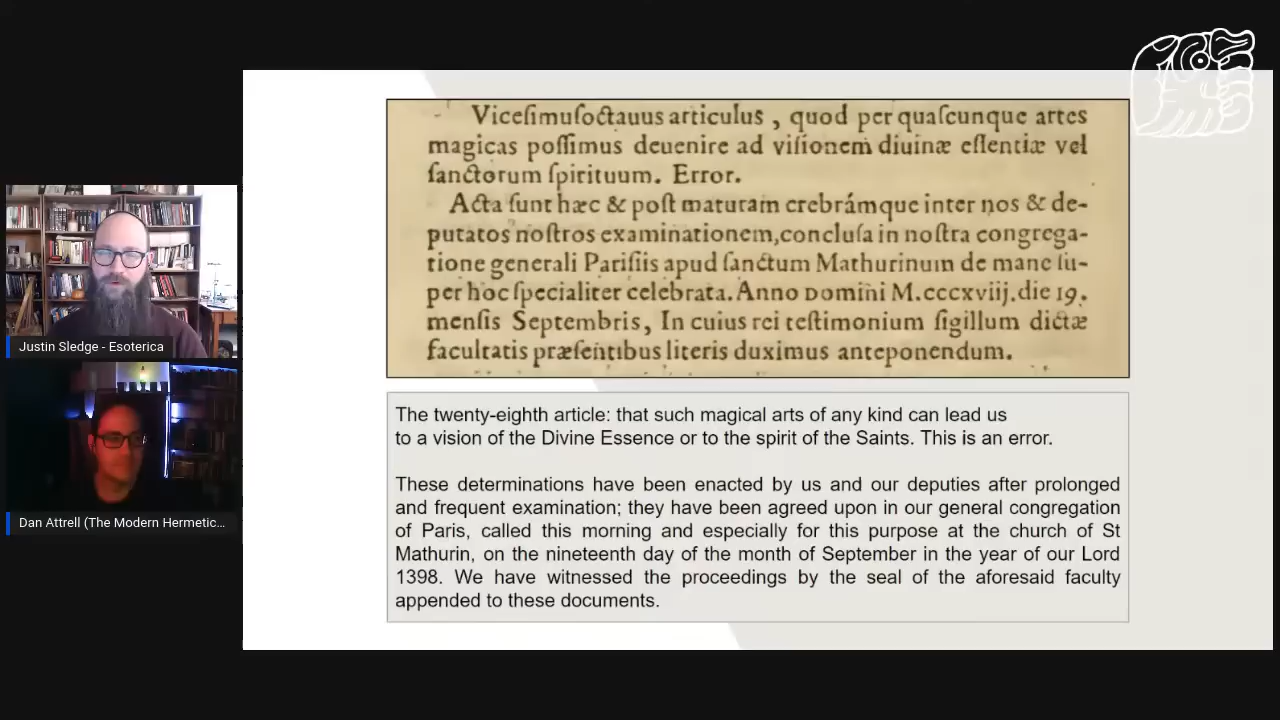 Viceſimuſoctauus articulus , quod per quaſcunque artes
magicas poſſimus deuenire ad viſionem diuinæ eſſentiæ vel
ſanctorum ſpirituum. Error.
Acta ſunt hæc & poſt maturam crebrámque inter nos & de-
putatos noſtros examinationem,concluſa in noſtra congrega-
tione generali Pariſiis apud ſanctum Mathurinum de mane ſu-
per hoc ſpecialiter celebrata. Anno Domini M.cccxviij. die 19.
menſis Septembris, In cuius rei teſtimonium ſigillum dictæ
facultatis præſentibus literis duximus anteponendum.
The twenty-eighth article: that such magical arts of any kind can lead us
to a vision of the Divine Essence or to the spirit of the Saints. This is an error.
These determinations have been enacted by us and our deputies after prolonged
and frequent examination; they have been agreed upon in our general congregation
of Paris, called this morning and especially for this purpose at the church of St
Mathurin, on the nineteenth day of the month of September in the year of our Lord
1398. We have witnessed the proceedings by the seal of the aforesaid faculty
appended to these documents.
Justin Sledge - Esoterica
Dan Attrell (The Modern Hermetic...